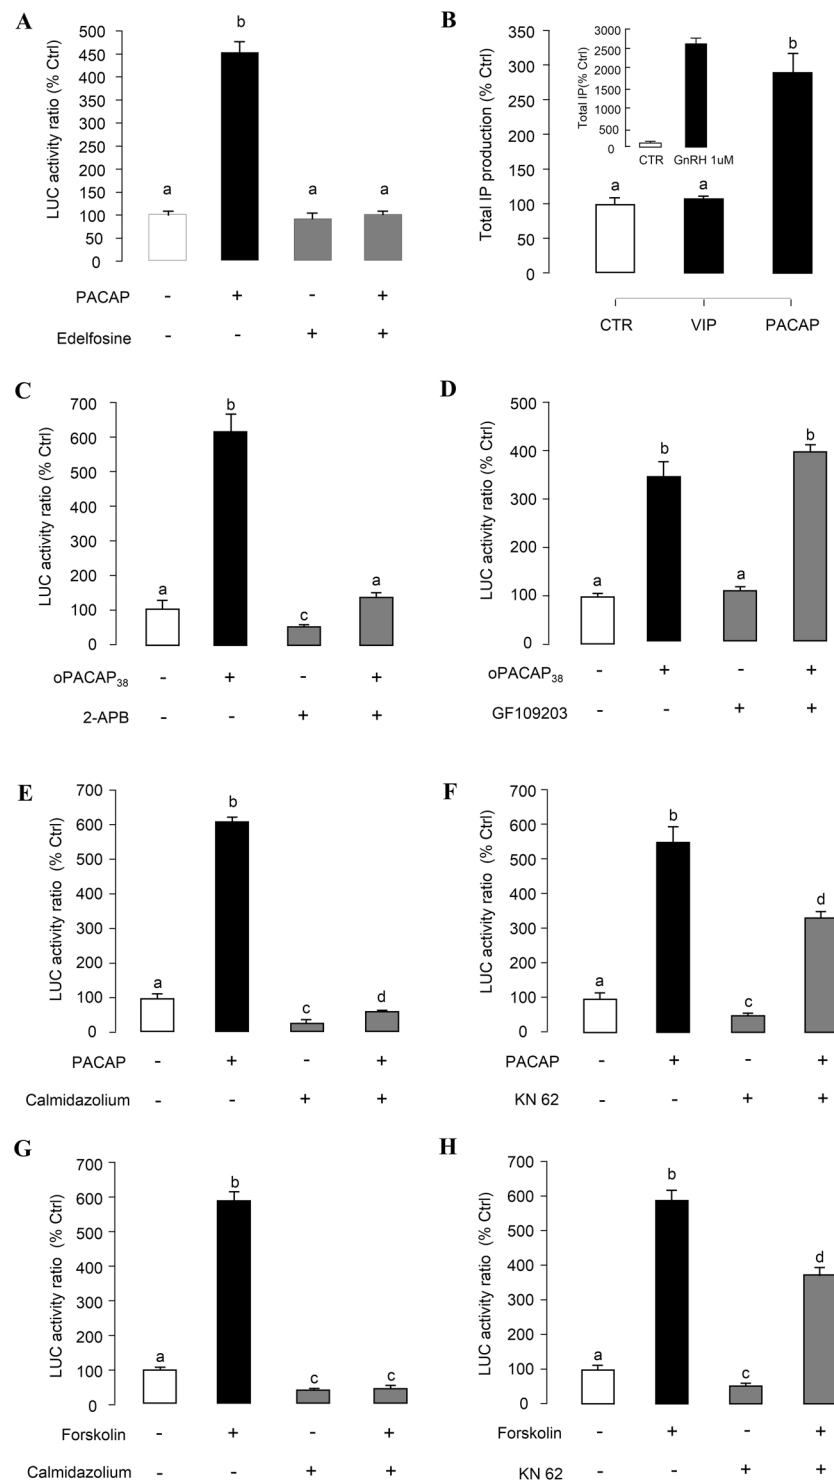 A
LUC activity ratio (% Ctrl)
500
450
400
350
300
250
200
150
100
50
0
a
b
a
a
PACAP - + - +
Edelfosine - - + +
B
Total IP production (% Ctrl)
350
300
250
200
150
100
50
0
Total IP(% Ctrl)
3000
2500
2000
1500
1000
500
0
CTR GnRH 1uM
a
a
b
CTR VIP PACAP
C
LUC activity ratio (% Ctrl)
700
600
500
400
300
200
100
0
a
b
c
a
oPACAP₃₈ - + - +
2-APB - - + +
D
LUC activity ratio (% Ctrl)
500
400
300
200
100
0
a
b
a
b
oPACAP₃₈ - + - +
GF109203 - - + +
E
LUC activity ratio (% Ctrl)
700
600
500
400
300
200
100
0
a
b
c
d
PACAP - + - +
Calmidazolium - - + +
F
LUC activity ratio (% Ctrl)
700
600
500
400
300
200
100
0
a
b
c
d
PACAP - + - +
KN 62 - - + +
G
LUC activity ratio (% Ctrl)
700
600
500
400
300
200
100
0
a
b
c
c
Forskolin - + - +
Calmidazolium - - + +
H
LUC activity ratio (% Ctrl)
700
600
500
400
300
200
100
0
a
b
c
d
Forskolin - + - +
KN 62 - - + +